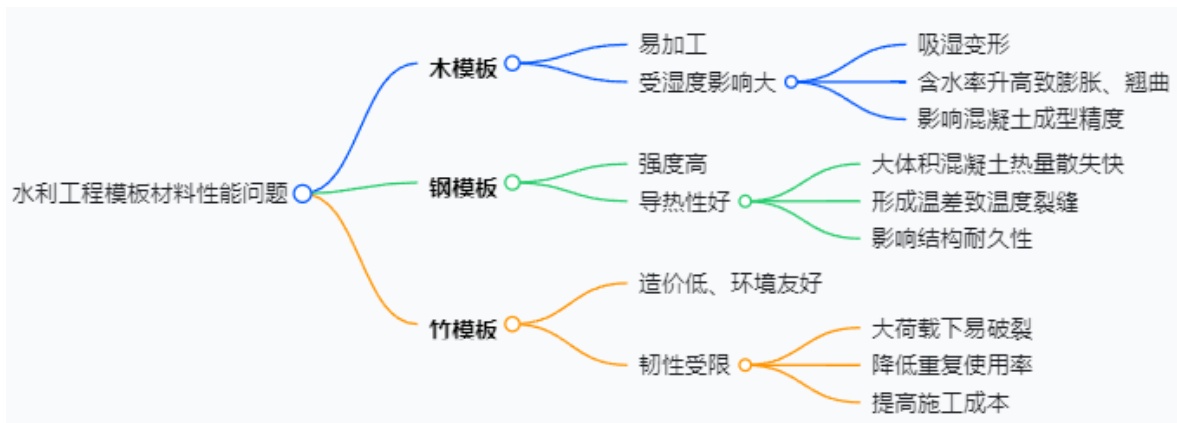 水利工程模板材料性能问题
木模板
易加工
受湿度影响大
吸湿变形
含水率升高致膨胀、翘曲
影响混凝土成型精度
钢模板
强度高
导热性好
大体积混凝土热量散失快
形成温差致温度裂缝
影响结构耐久性
竹模板
造价低、环境友好
韧性受限
大荷载下易破裂
降低重复使用率
提高施工成本